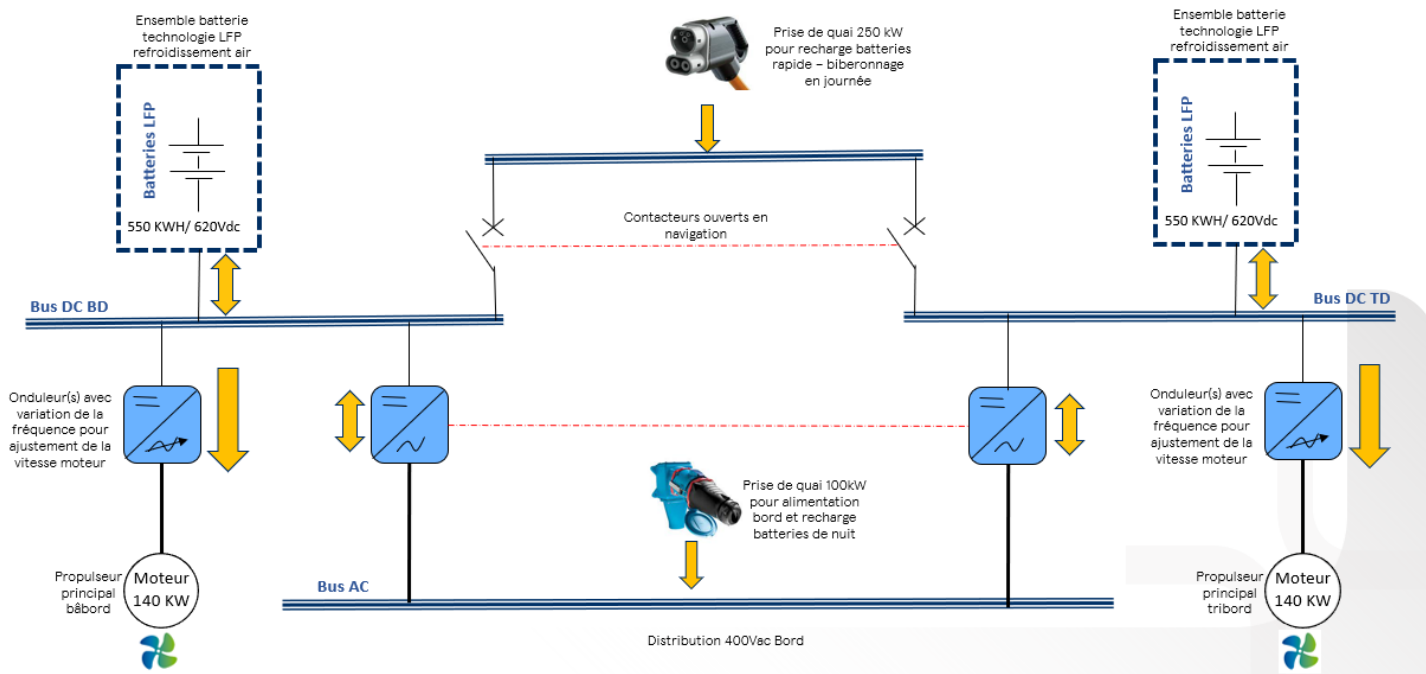 Ensemble batterie
technologie LFP
refroidissement air
Batteries LFP
550 KWH/ 620Vdc
Prise de quai 250 kW
pour recharge batteries
rapide – biberonnage
en journée
Ensemble batterie
technologie LFP
refroidissement air
Batteries LFP
550 KWH/ 620Vdc
Contacteurs ouverts en
navigation
Bus DC BD
Bus DC TD
Onduleur(s) avec
variation de la
fréquence pour
ajustement de la
vitesse moteur
Onduleur(s) avec
variation de la
fréquence pour
ajustement de la
vitesse moteur
Prise de quai 100kW
pour alimentation
bord et recharge
batteries de nuit
Propulseur
principal
bâbord
Moteur
140 KW
Bus AC
Propulseur
principal
tribord
Moteur
140 KW
Distribution 400Vac Bord